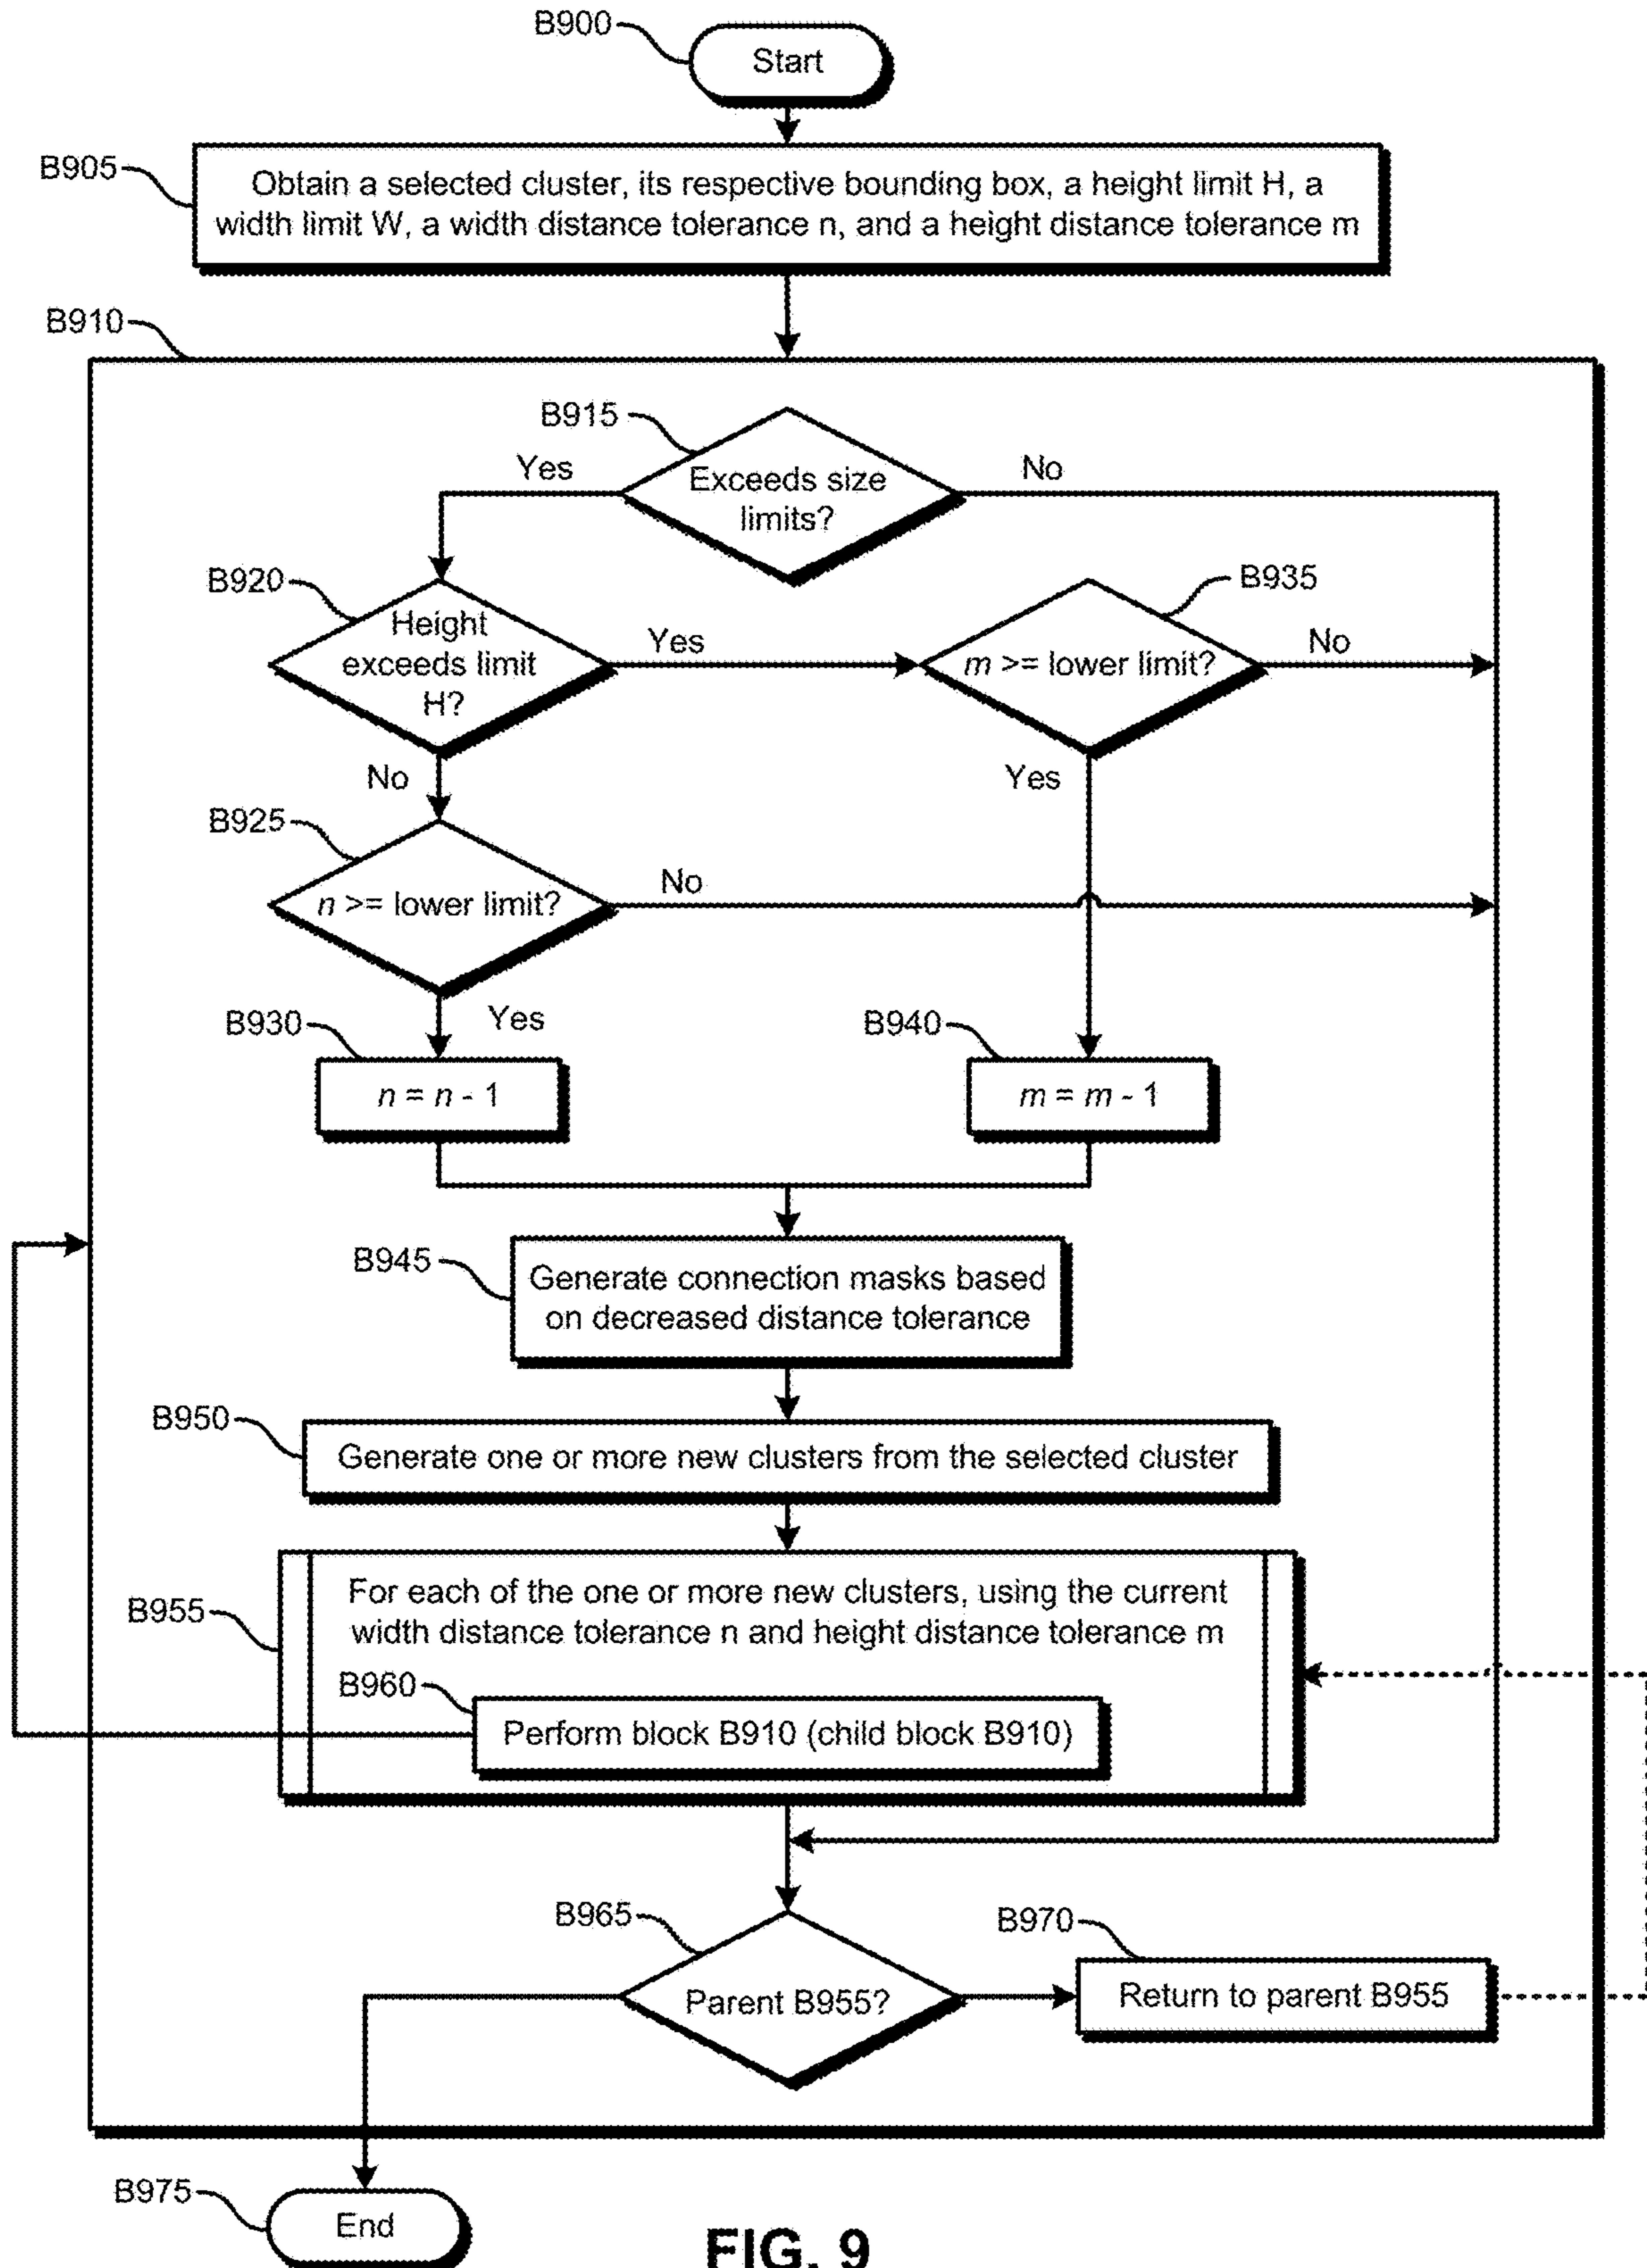 B900
Start
B905
Obtain a selected cluster, its respective bounding box, a height limit H, a
width limit W, a width distance tolerance n, and a height distance tolerance m
B910
B915
Exceeds size
limits?
Yes
No
B920
Height
exceeds limit
H?
Yes
B935
m >= lower limit?
No
No
Yes
B925
n >= lower limit?
No
Yes
B930
n = n - 1
B940
m = m - 1
B945
Generate connection masks based
on decreased distance tolerance
B950
Generate one or more new clusters from the selected cluster
B955
For each of the one or more new clusters, using the current
width distance tolerance n and height distance tolerance m
B960
Perform block B910 (child block B910)
B965
Parent B955?
B970
Return to parent B955
B975
End
FIG. 9